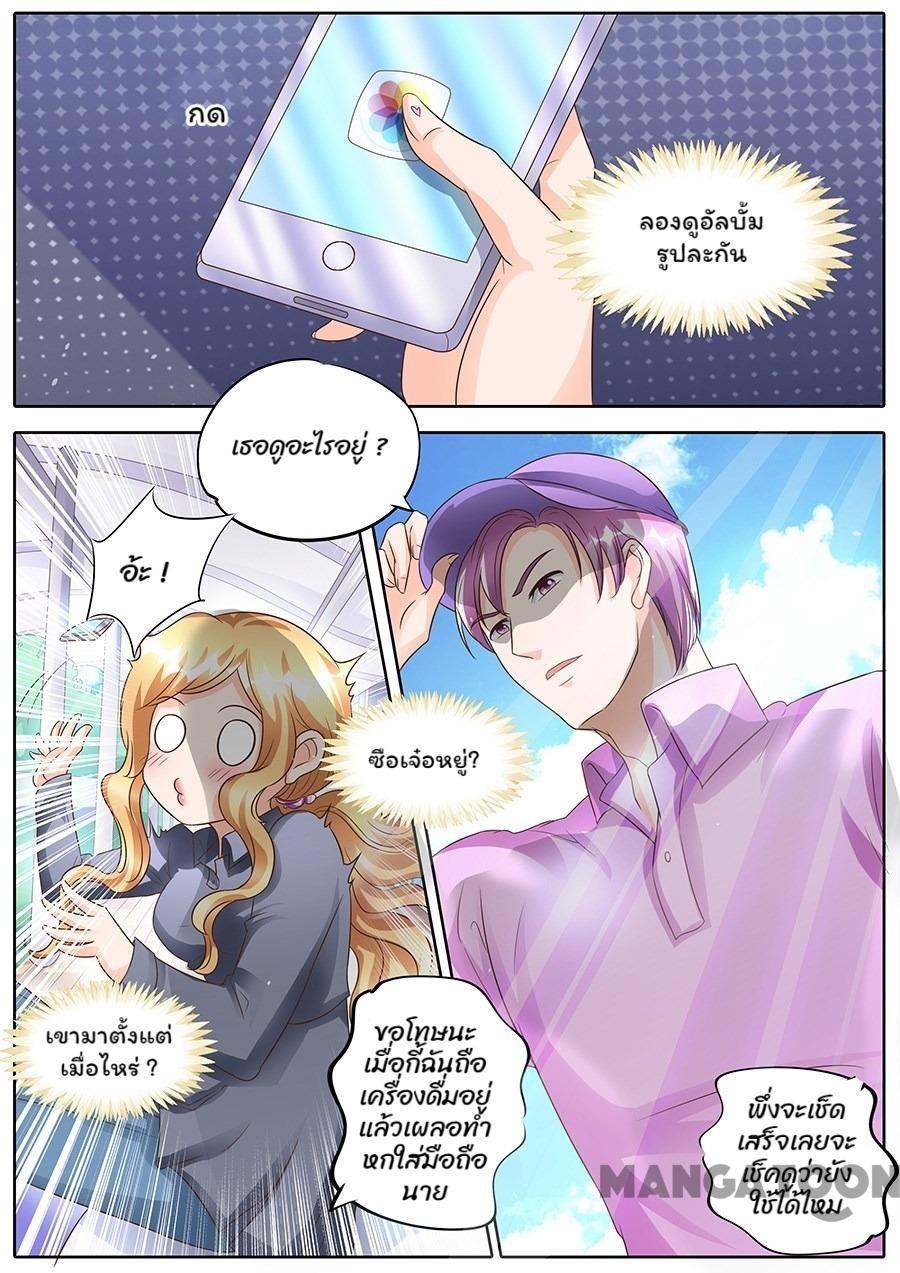 กด
ลองดูอัลบั้ม
รูปละกัน
เธอดูอะไรอยู่ ?
อ้ะ !
ซือเจ๋อหยู่?
เขามาตั้งแต่
เมื่อไหร่ ?
ขอโทษนะ
เมื่อกี้ฉันถือ
เครื่องดื่มอยู่
แล้วเผลอทำ
หกใส่มือถือ
นาย
พึ่งจะเช็ด
เสร็จเลยจะ
เช็คดูว่ายัง
ใช้ได้ไหม
MANGATOON